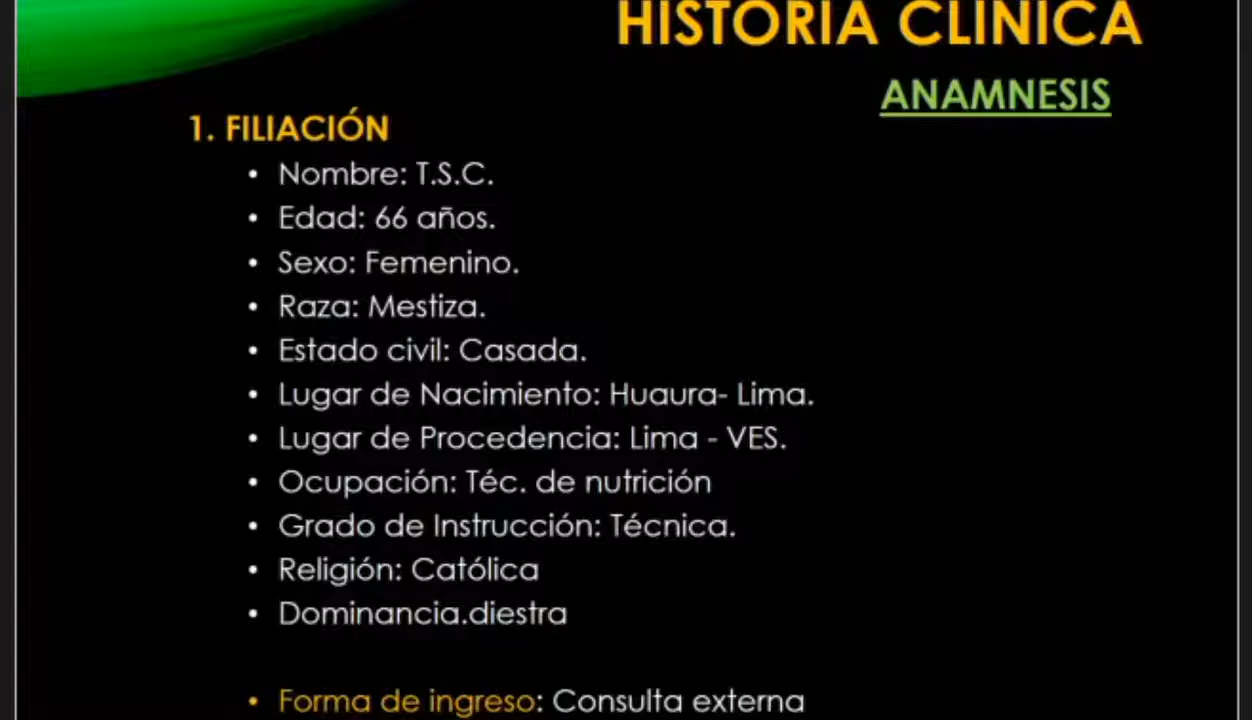 HISTORIA CLÍNICA
ANAMNESIS
1. FILIACIÓN
• Nombre: T.S.C.
• Edad: 66 años.
• Sexo: Femenino.
• Raza: Mestiza.
• Estado civil: Casada.
• Lugar de Nacimiento: Huaura- Lima.
• Lugar de Procedencia: Lima - VES.
• Ocupación: Téc. de nutrición
• Grado de Instrucción: Técnica.
• Religión: Católica
• Dominancia.diestra
• Forma de ingreso: Consulta externa